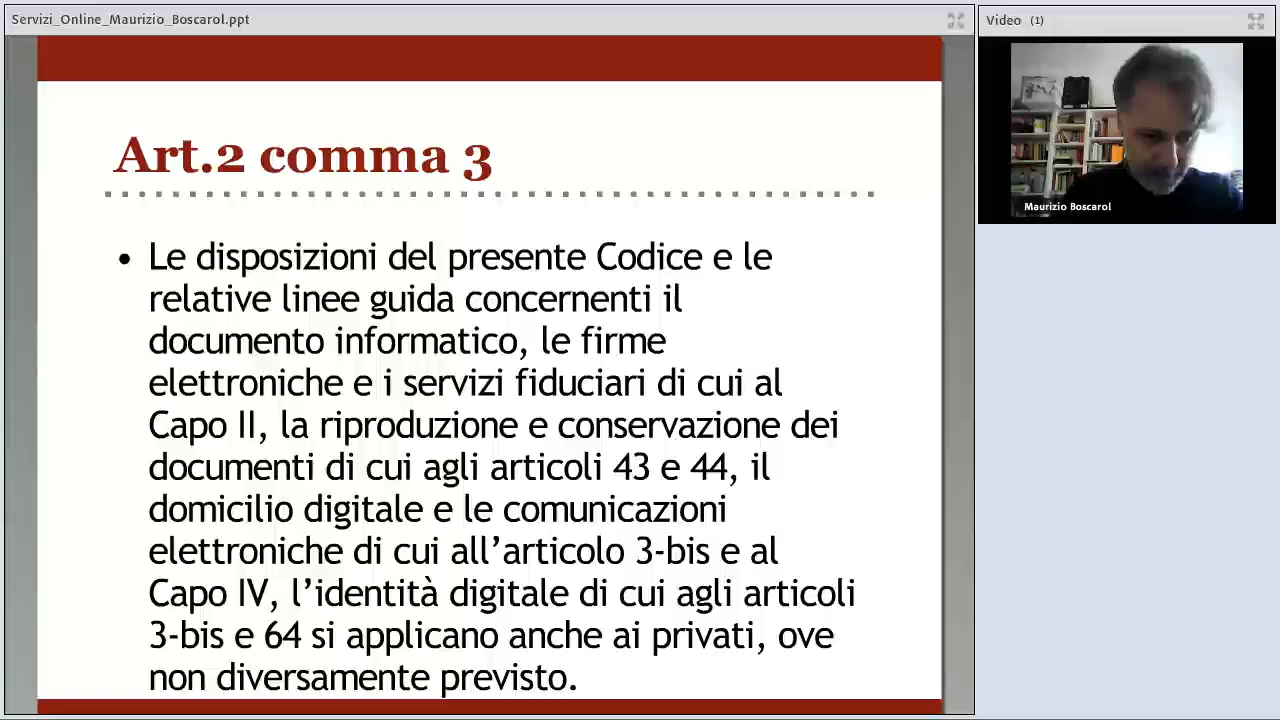 Servizi_Online_Maurizio_Boscarol.ppt
Video (1)
Art.2 comma 3
• Le disposizioni del presente Codice e le
relative linee guida concernenti il
documento informatico, le firme
elettroniche e i servizi fiduciari di cui al
Capo II, la riproduzione e conservazione dei
documenti di cui agli articoli 43 e 44, il
domicilio digitale e le comunicazioni
elettroniche di cui all’articolo 3-bis e al
Capo IV, l’identità digitale di cui agli articoli
3-bis e 64 si applicano anche ai privati, ove
non diversamente previsto.
Maurizio Boscarol